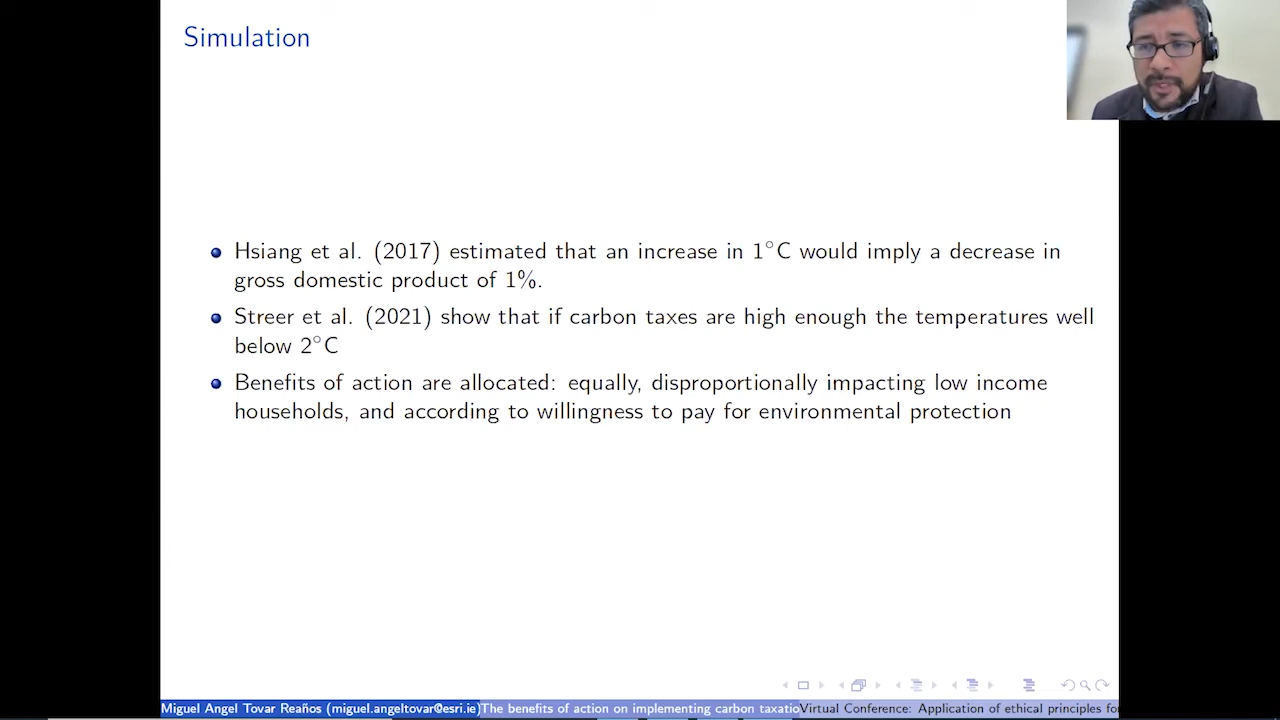 Simulation
Hsiang et al. (2017) estimated that an increase in 1°C would imply a decrease in
gross domestic product of 1%.
Streer et al. (2021) show that if carbon taxes are high enough the temperatures well
below 2°C
Benefits of action are allocated: equally, disproportionally impacting low income
households, and according to willingness to pay for environmental protection
Miguel Angel Tovar Reaños (miguel.angeltovar@esri.ie) The benefits of action on implementing carbon taxatio Virtual Conference: Application of ethical principles fo